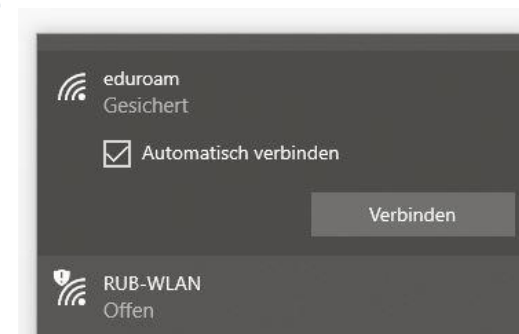 eduroam
Gesichert
Automatisch verbinden
Verbinden
RUB-WLAN
Offen